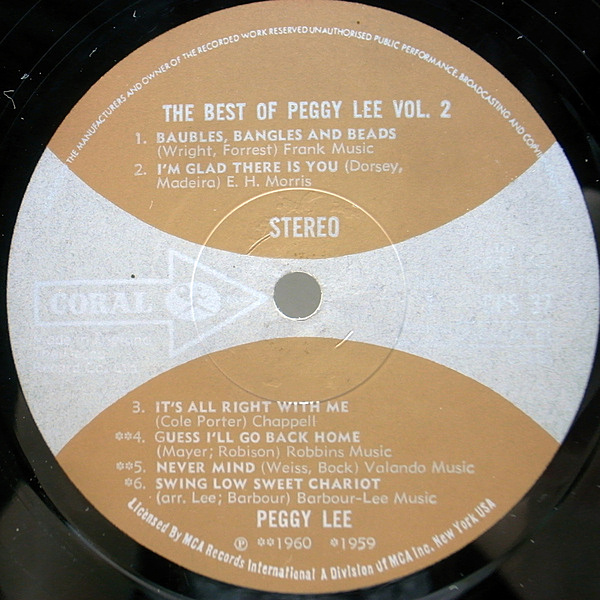 THE MANUFACTURERS AND OWNER OF THE RECORDED WORK RESERVED UNAUTHORISED PUBLIC PERFORMANCE, BROADCASTING AND
THE BEST OF PEGGY LEE VOL. 2
1. BAUBLES, BANGLES AND BEADS
(Wright, Forrest) Frank Music
2. I'M GLAD THERE IS YOU (Dorsey,
Madeira) E. H. Morris
STEREO
CORAL
Made in England
Record Co. Ltd.
3. IT'S ALL RIGHT WITH ME
(Cole Porter) Chappell
**4. GUESS I'LL GO BACK HOME
(Mayer; Robison) Robbins Music
**5. NEVER MIND (Weiss, Bock) Valando Music
*6. SWING LOW SWEET CHARIOT
(arr. Lee; Barbour) Barbour-Lee Music
PEGGY LEE
℗ **1960 *1959
Licensed By MCA Records International A Division Of MCA Inc. New York USA